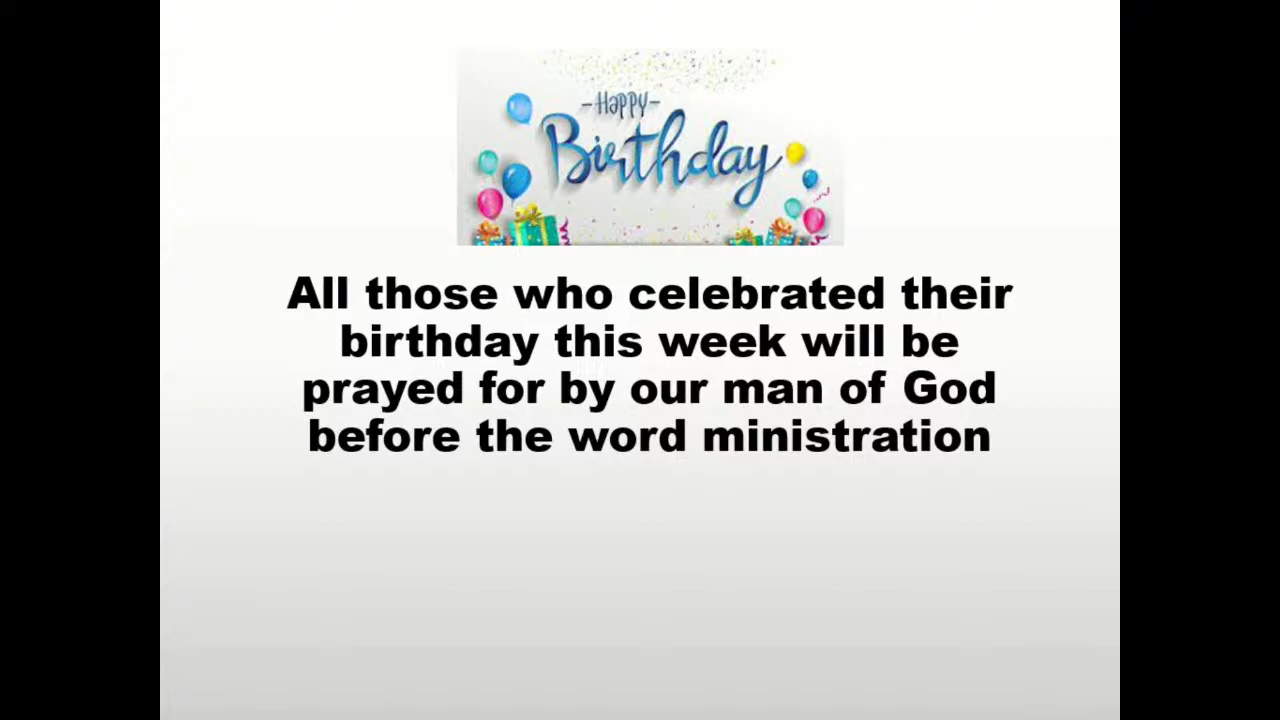 -Happy-
Birthday
All those who celebrated their
birthday this week will be
prayed for by our man of God
before the word ministration